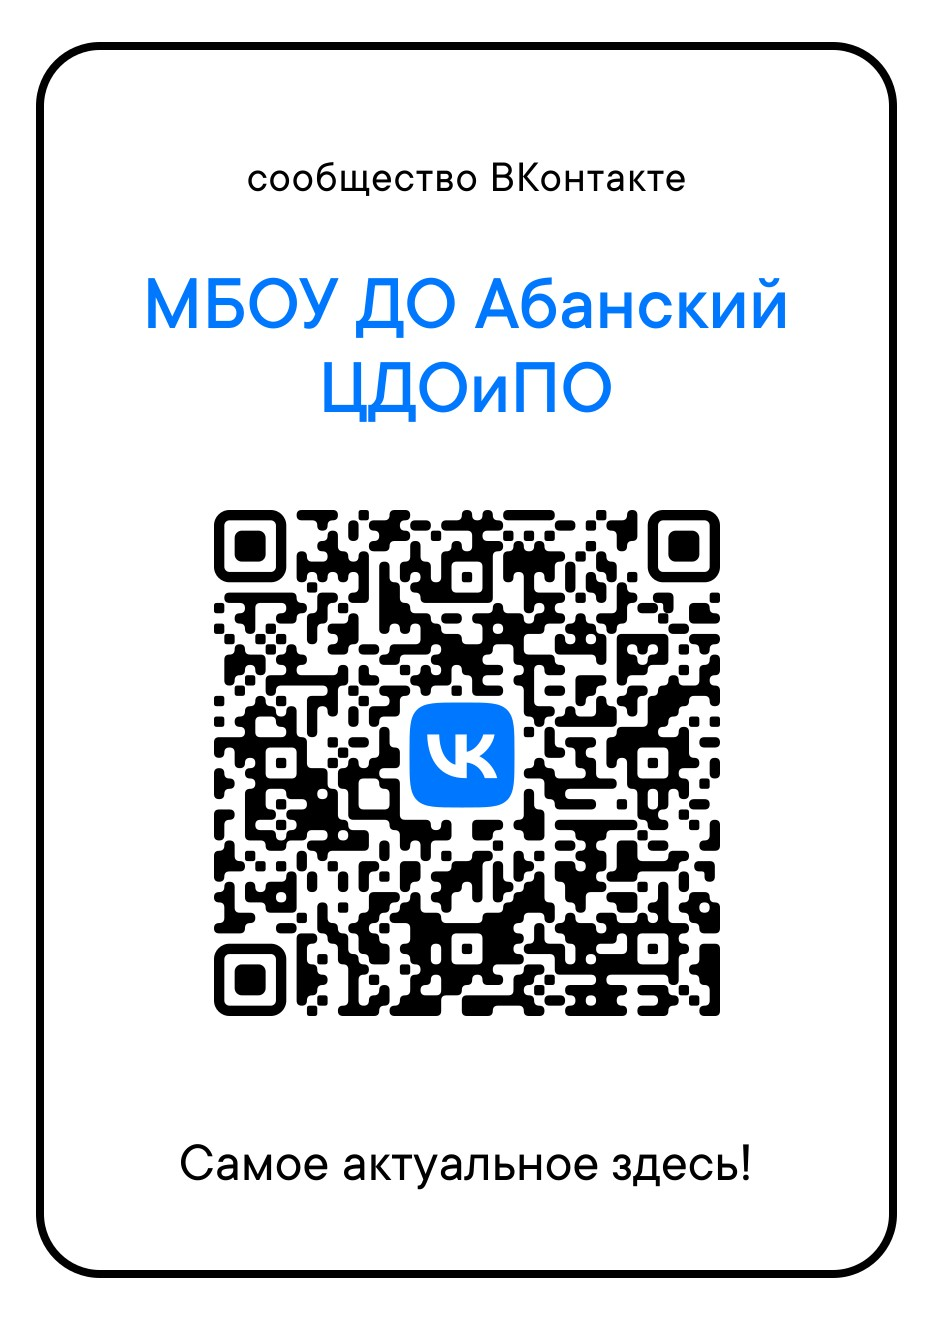 сообщество ВКонтакте
МБОУ ДО Абанский
ЦДОиПО
Самое актуальное здесь!